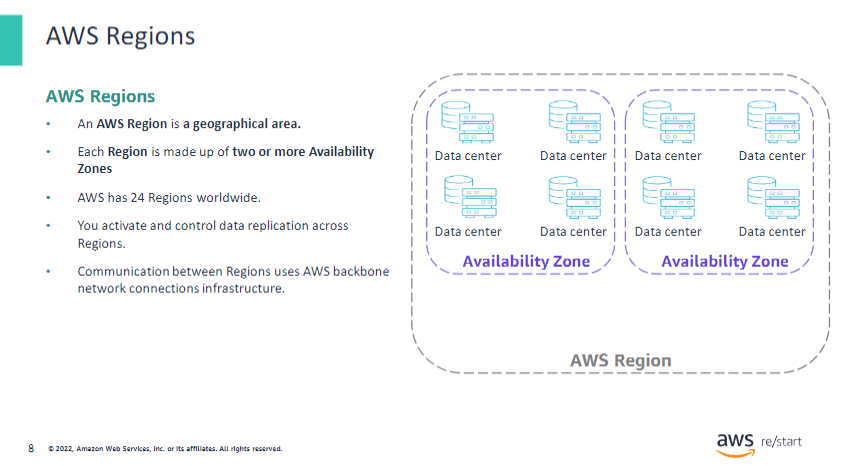 AWS Regions
AWS Regions
• An AWS Region is a geographical area.
• Each Region is made up of two or more Availability
Zones
• AWS has 24 Regions worldwide.
• You activate and control data replication across
Regions.
• Communication between Regions uses AWS backbone
network connections infrastructure.
Data center Data center Data center Data center
Data center Data center Data center Data center
Availability Zone Availability Zone
AWS Region
8 © 2022, Amazon Web Services, Inc. or its affiliates. All rights reserved.
aws re/start